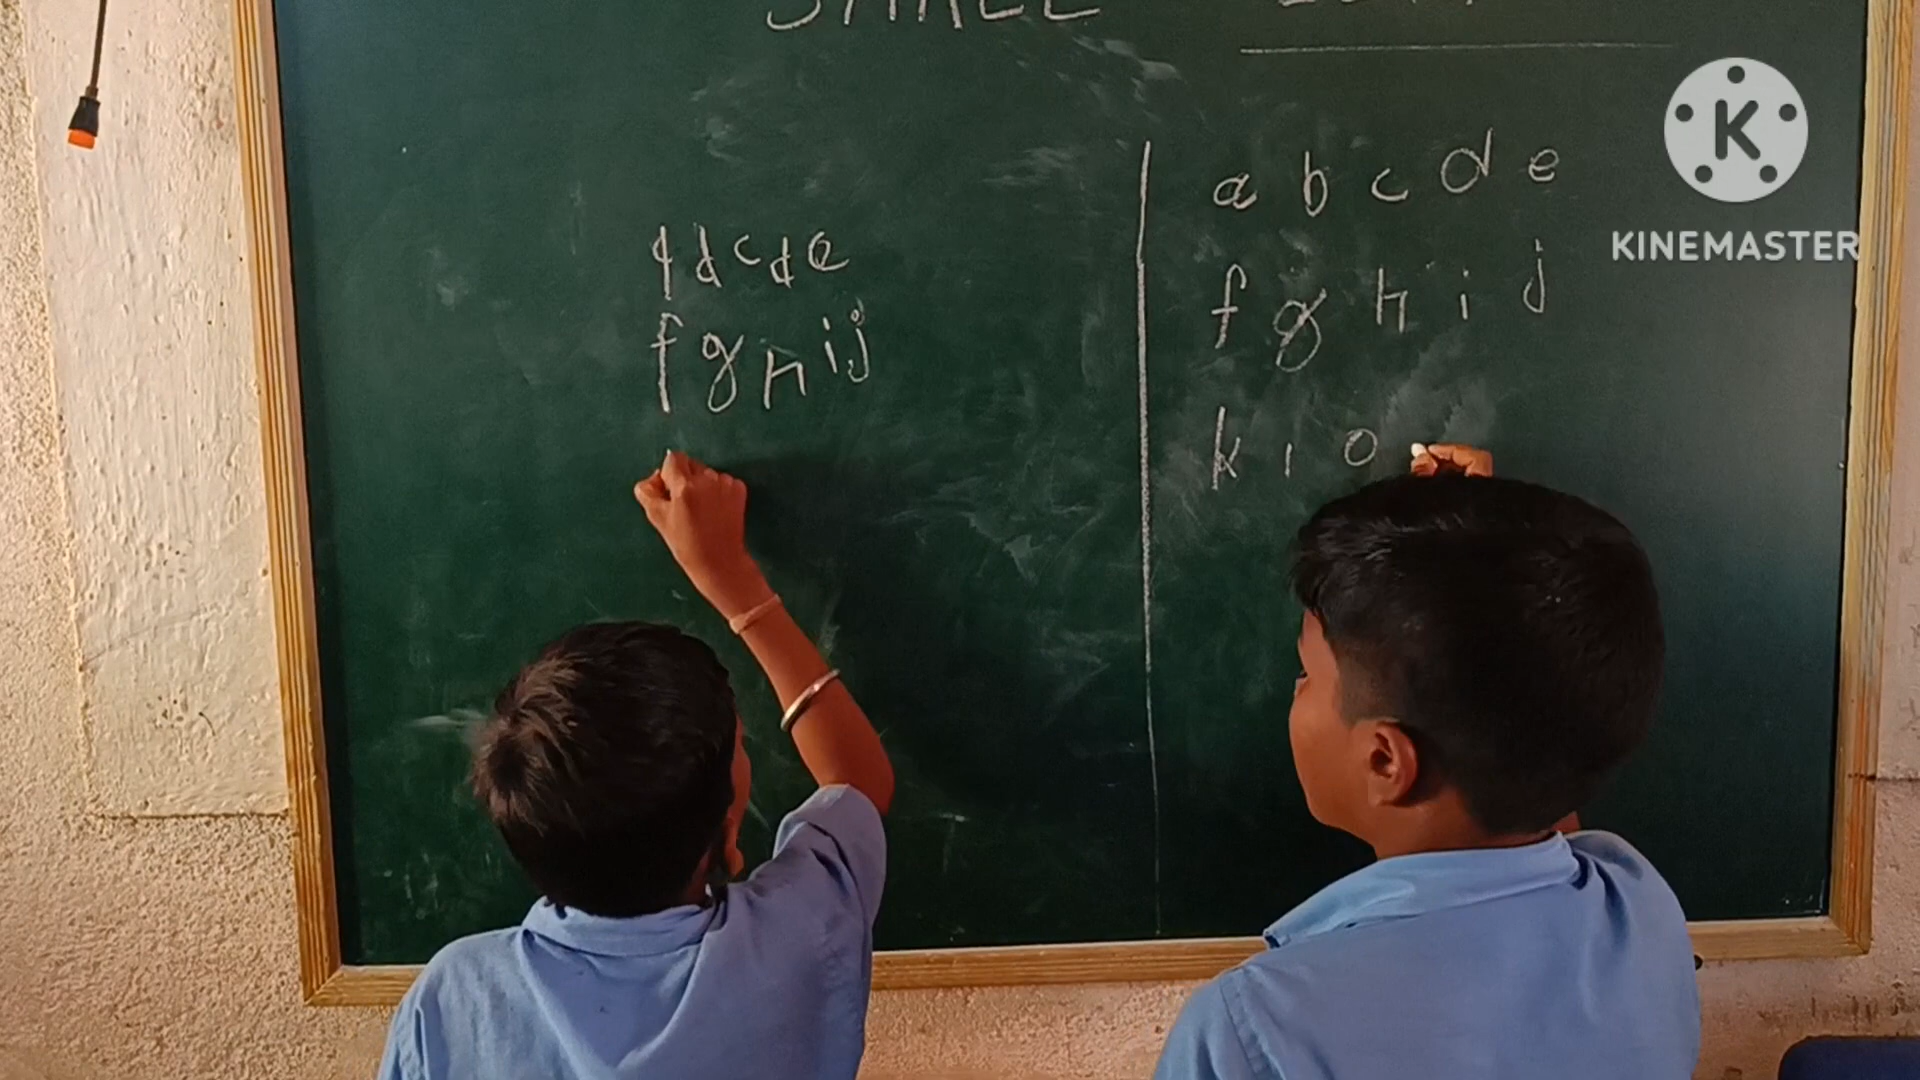 a b c d e
f g h i j
k l o
q d c d e
f g h i j
K
KINEMASTER